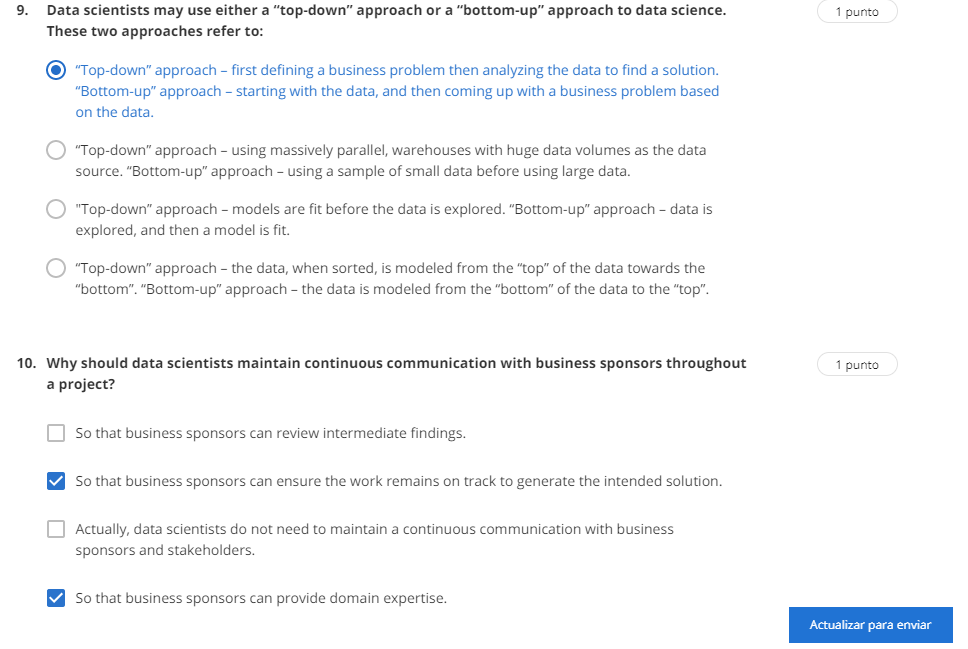 9. Data scientists may use either a “top-down” approach or a “bottom-up” approach to data science. 1 punto
These two approaches refer to:
“Top-down” approach – first defining a business problem then analyzing the data to find a solution.
“Bottom-up” approach – starting with the data, and then coming up with a business problem based
on the data.
“Top-down” approach – using massively parallel, warehouses with huge data volumes as the data
source. “Bottom-up” approach – using a sample of small data before using large data.
"Top-down” approach – models are fit before the data is explored. “Bottom-up” approach – data is
explored, and then a model is fit.
“Top-down” approach – the data, when sorted, is modeled from the “top” of the data towards the
“bottom”. “Bottom-up” approach – the data is modeled from the “bottom” of the data to the “top”.
10. Why should data scientists maintain continuous communication with business sponsors throughout 1 punto
a project?
So that business sponsors can review intermediate findings.
So that business sponsors can ensure the work remains on track to generate the intended solution.
Actually, data scientists do not need to maintain a continuous communication with business
sponsors and stakeholders.
So that business sponsors can provide domain expertise.
Actualizar para enviar